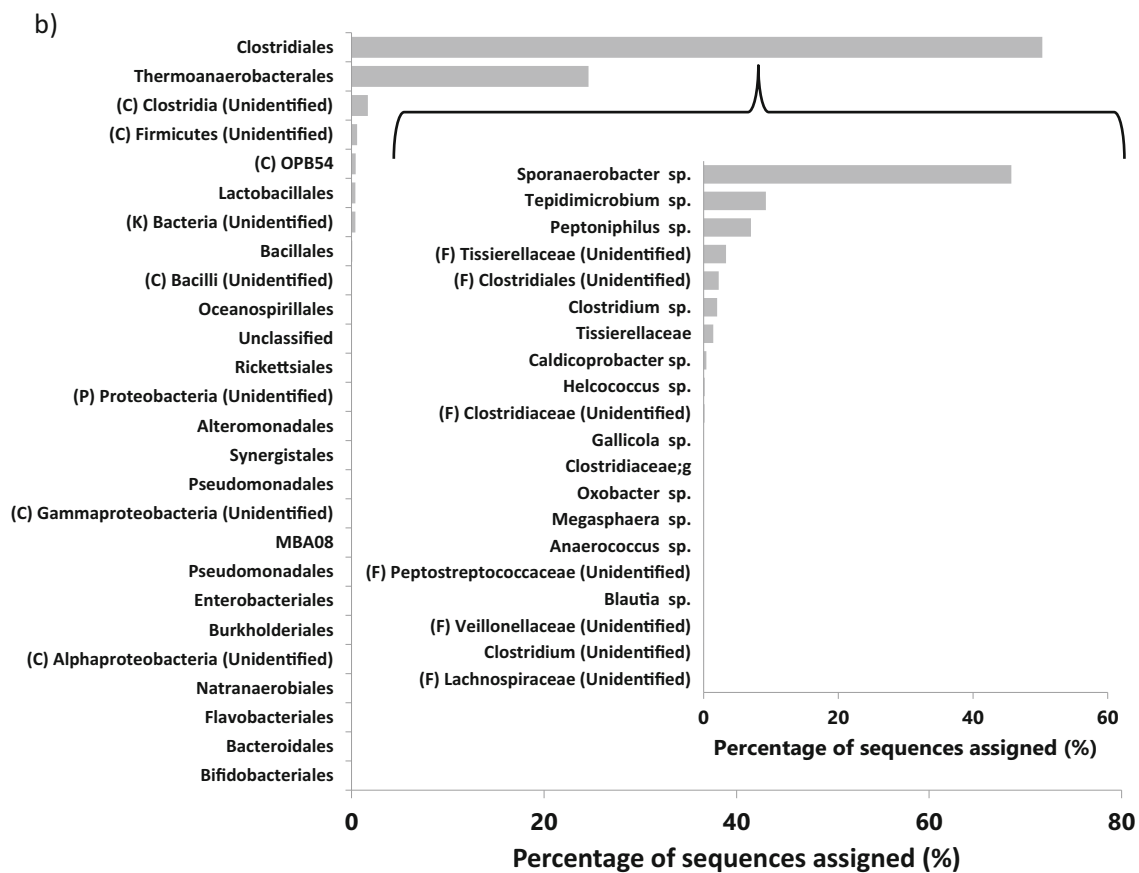 b)
Clostridiales
Thermoanaerobacterales
(C) Clostridia (Unidentified)
(C) Firmicutes (Unidentified)
(C) OPB54
Lactobacillales
(K) Bacteria (Unidentified)
Bacillales
(C) Bacilli (Unidentified)
Oceanospirillales
Unclassified
Rickettsiales
(P) Proteobacteria (Unidentified)
Alteromonadales
Synergistales
Pseudomonadales
(C) Gammaproteobacteria (Unidentified)
MBA08
Pseudomonadales
Enterobacteriales
Burkholderiales
(C) Alphaproteobacteria (Unidentified)
Natranaerobiales
Flavobacteriales
Bacteroidales
Bifidobacteriales
0 20 40 60 80
Percentage of sequences assigned (%)
Sporanaerobacter sp.
Tepidimicrobium sp.
Peptoniphilus sp.
(F) Tissierellaceae (Unidentified)
(F) Clostridiales (Unidentified)
Clostridium sp.
Tissierellaceae
Caldicoprobacter sp.
Helcococcus sp.
(F) Clostridiaceae (Unidentified)
Gallicola sp.
Clostridiaceae;g
Oxobacter sp.
Megasphaera sp.
Anaerococcus sp.
(F) Peptostreptococcaceae (Unidentified)
Blautia sp.
(F) Veillonellaceae (Unidentified)
Clostridium (Unidentified)
(F) Lachnospiraceae (Unidentified)
0 20 40 60
Percentage of sequences assigned (%)